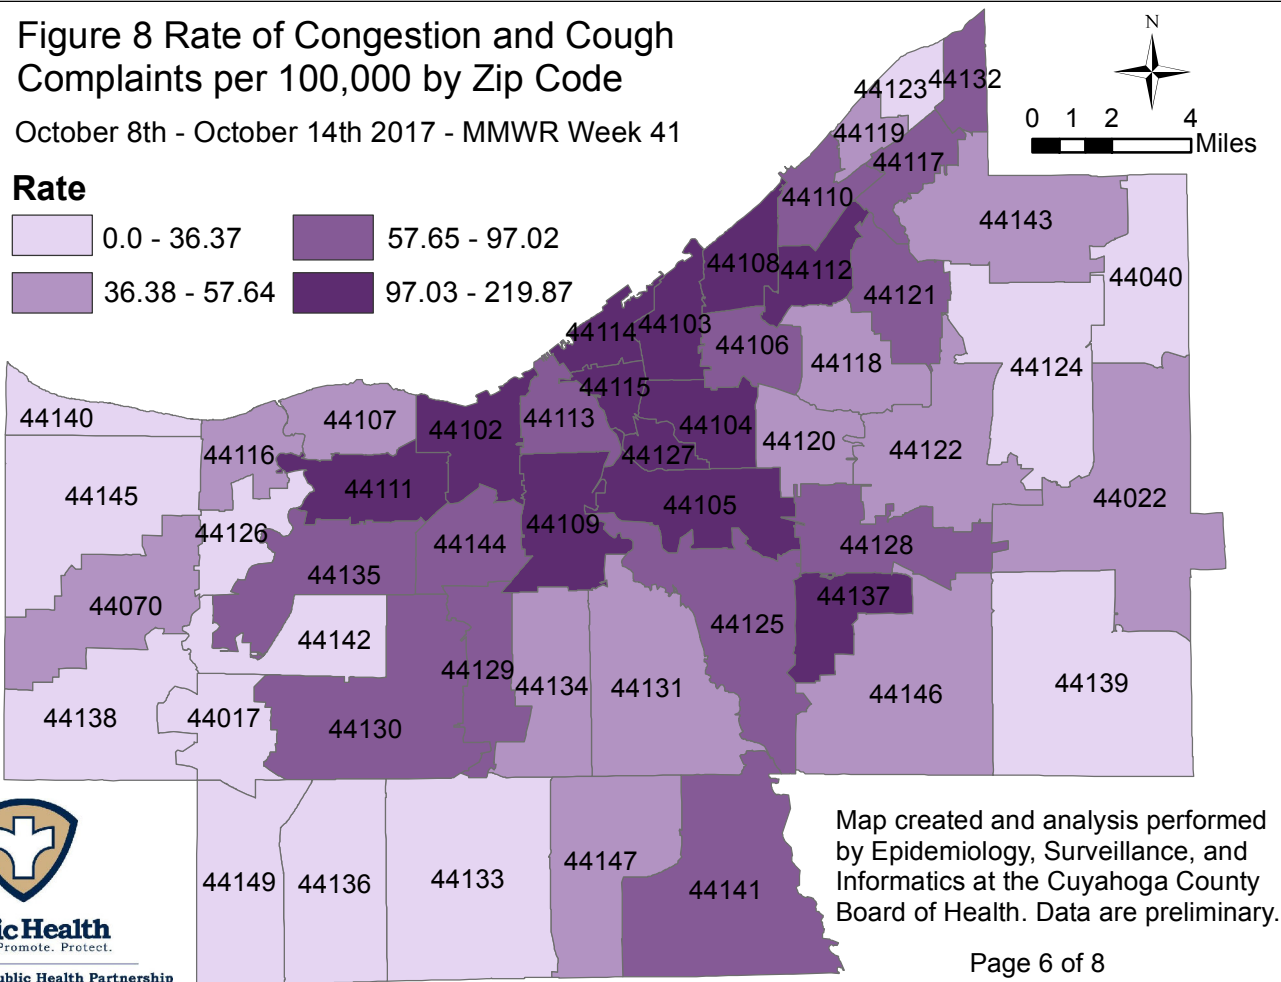 Figure 8 Rate of Congestion and Cough
Complaints per 100,000 by Zip Code
October 8th - October 14th 2017 - MMWR Week 41
Rate
0.0 - 36.37
57.65 - 97.02
36.38 - 57.64
97.03 - 219.87
N
0 1 2 4
Miles
44123
44132
44119
44117
44110
44143
44108
44112
44040
44121
44114
44103
44106
44118
44124
44115
44140
44107
44102
44113
44104
44120
44116
44127
44122
44111
44145
44105
44022
44126
44109
44144
44128
44135
44070
44137
44125
44142
44129
44134
44131
44146
44139
44138
44017
44130
44149
44136
44133
44147
44141
ic Health
Promote. Protect.
ublic Health Partnership
Map created and analysis performed
by Epidemiology, Surveillance, and
Informatics at the Cuyahoga County
Board of Health. Data are preliminary.
Page 6 of 8